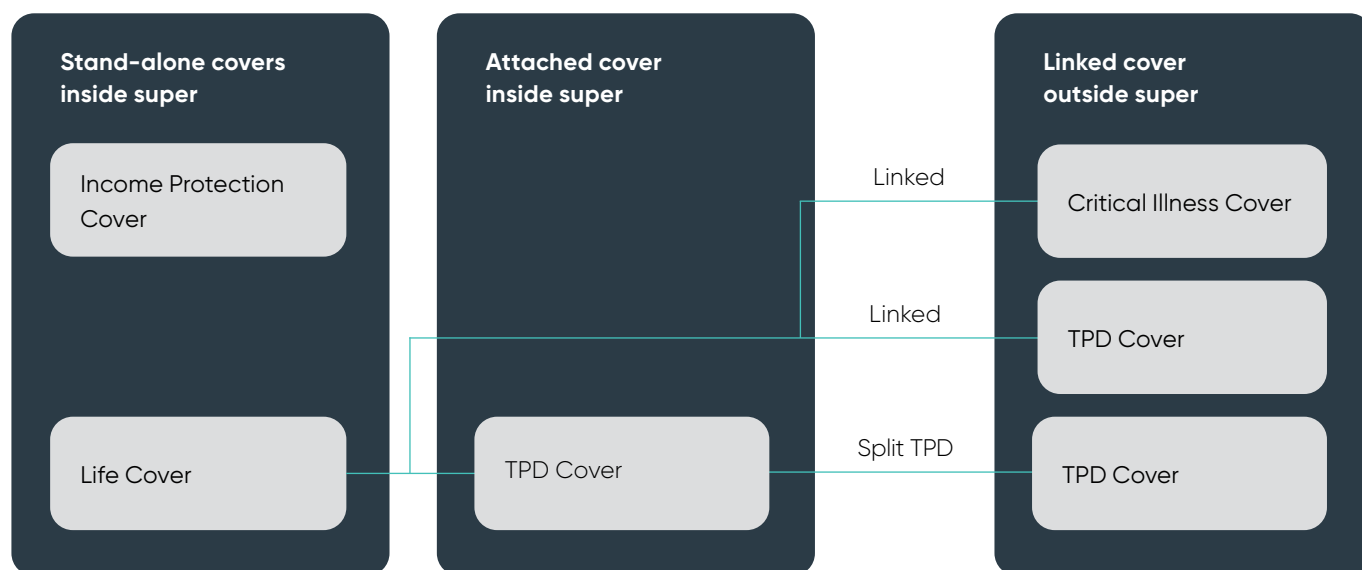 Stand-alone covers
inside super
Income Protection
Cover
Life Cover
Attached cover
inside super
TPD Cover
Linked
Linked
Split TPD
Linked cover
outside super
Critical Illness Cover
TPD Cover
TPD Cover